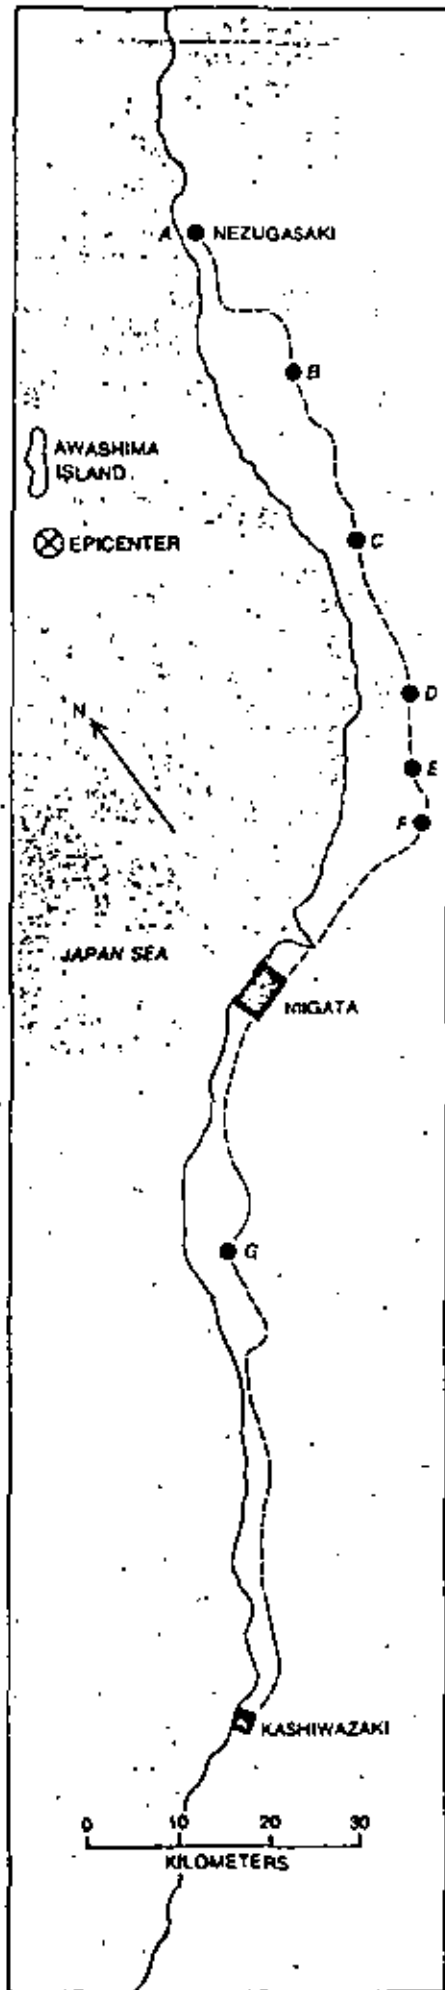 A NEZUGASAKI
B
AWASHIMA
ISLAND
EPICENTER
C
N
D
E
F
JAPAN SEA
NIIGATA
G
KASHIWAZAKI
0 10 20 30
KILOMETERS